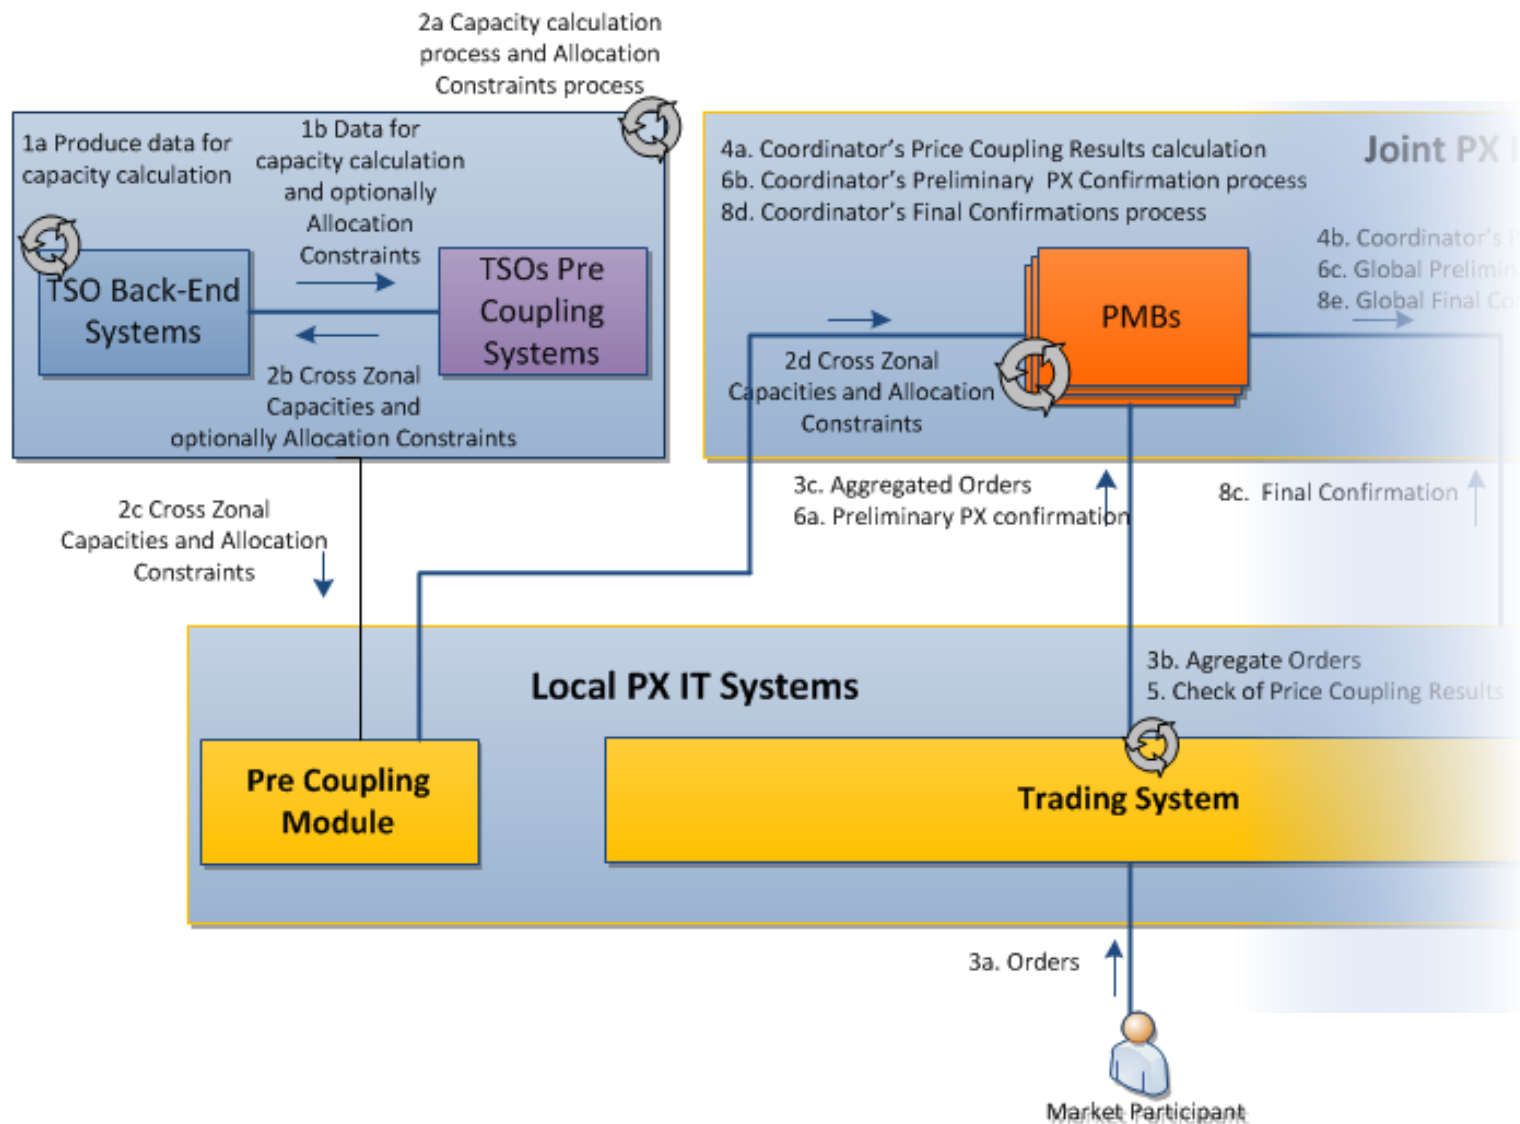 2a Capacity calculation
process and Allocation
Constraints process
1a Produce data for
capacity calculation
1b Data for
capacity calculation
and optionally
Allocation
Constraints
TSO Back-End
Systems
TSOs Pre
Coupling
Systems
2b Cross Zonal
Capacities and
optionally Allocation Constraints
Joint PX
4a. Coordinator's Price Coupling Results calculation
6b. Coordinator's Preliminary PX Confirmation process
8d. Coordinator's Final Confirmations process
4b. Coordinator's
6c. Global
8e. Global Final
PMBs
2d Cross Zonal
Capacities and Allocation
Constraints
2c Cross Zonal
Capacities and Allocation
Constraints
3c. Aggregated Orders
6a. Preliminary PX confirmation
8c. Final Confirmation
Local PX IT Systems
3b. Agregate Orders
5. Check of Price Coupling Results
Pre Coupling
Module
Trading System
3a. Orders
Market Participant